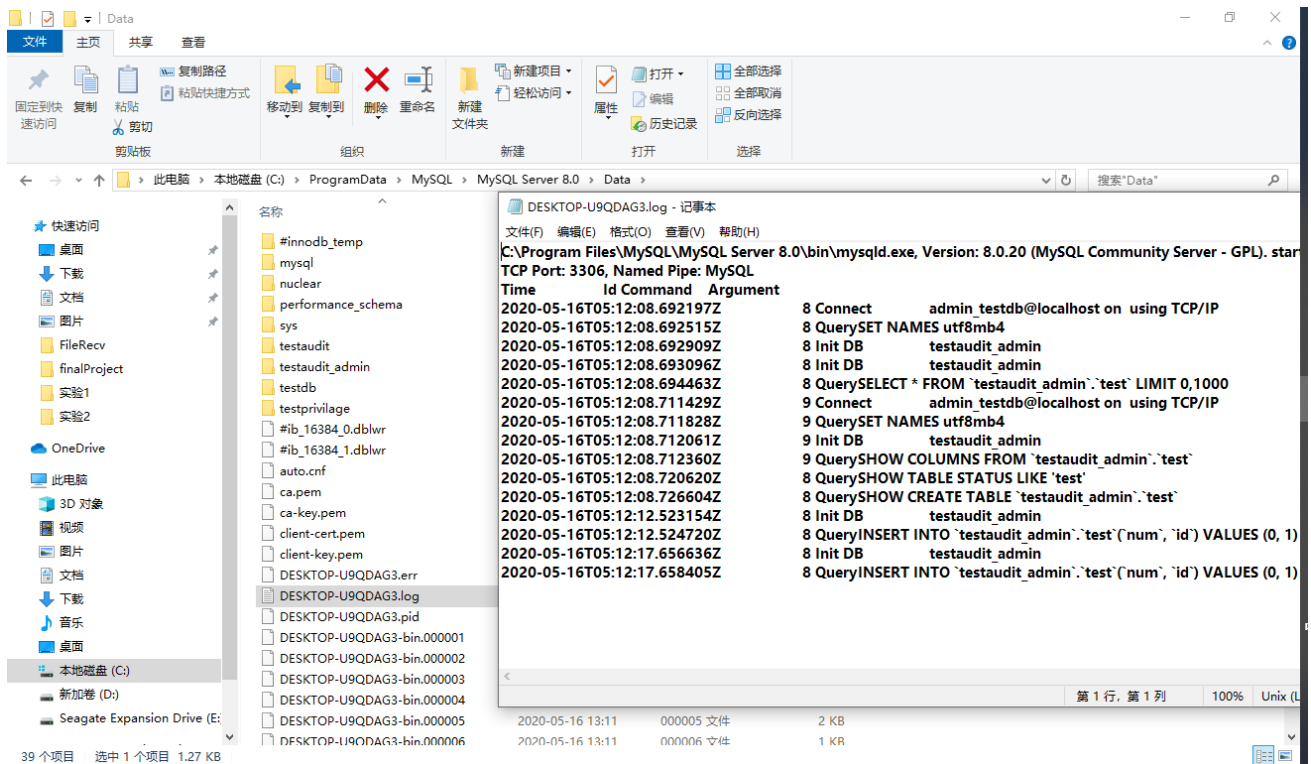 Data
文件 主页 共享 查看
固定到快速访问
复制
粘贴
复制路径
粘贴快捷方式
剪切
剪贴板
移动到 复制到 删除 重命名
组织
新建文件夹
新建项目
轻松访问
新建
属性
打开
编辑
历史记录
打开
全部选择
全部取消
反向选择
选择
此电脑 › 本地磁盘 (C:) › ProgramData › MySQL › MySQL Server 8.0 › Data ›
搜索"Data"
快速访问
桌面
下载
文档
图片
FileRecv
finalProject
实验1
实验2
OneDrive
此电脑
3D 对象
视频
图片
文档
下载
音乐
桌面
本地磁盘 (C:)
新加卷 (D:)
Seagate Expansion Drive (E:
名称
#innodb_temp
mysql
nuclear
performance_schema
sys
testaudit
testaudit_admin
testdb
testprivilage
#ib_16384_0.dblwr
#ib_16384_1.dblwr
auto.cnf
ca.pem
ca-key.pem
client-cert.pem
client-key.pem
DESKTOP-U9QDAG3.err
DESKTOP-U9QDAG3.log
DESKTOP-U9QDAG3.pid
DESKTOP-U9QDAG3-bin.000001
DESKTOP-U9QDAG3-bin.000002
DESKTOP-U9QDAG3-bin.000003
DESKTOP-U9QDAG3-bin.000004
DESKTOP-U9QDAG3-bin.000005 2020-05-16 13:11 000005 文件 2 KB
DESKTOP-U9QDAG3-bin.000006 2020-05-16 13:11 000006 文件 1 KB
DESKTOP-U9QDAG3.log - 记事本
文件(F) 编辑(E) 格式(O) 查看(V) 帮助(H)
C:\Program Files\MySQL\MySQL Server 8.0\bin\mysqld.exe, Version: 8.0.20 (MySQL Community Server - GPL). star
TCP Port: 3306, Named Pipe: MySQL
Time Id Command Argument
2020-05-16T05:12:08.692197Z 8 Connect admin_testdb@localhost on using TCP/IP
2020-05-16T05:12:08.692515Z 8 QuerySET NAMES utf8mb4
2020-05-16T05:12:08.692909Z 8 Init DB testaudit_admin
2020-05-16T05:12:08.693096Z 8 Init DB testaudit_admin
2020-05-16T05:12:08.694463Z 8 QuerySELECT * FROM `testaudit_admin`.`test` LIMIT 0,1000
2020-05-16T05:12:08.711429Z 9 Connect admin_testdb@localhost on using TCP/IP
2020-05-16T05:12:08.711828Z 9 QuerySET NAMES utf8mb4
2020-05-16T05:12:08.712061Z 9 Init DB testaudit_admin
2020-05-16T05:12:08.712360Z 9 QuerySHOW COLUMNS FROM `testaudit_admin`.`test`
2020-05-16T05:12:08.720620Z 8 QuerySHOW TABLE STATUS LIKE 'test'
2020-05-16T05:12:08.726604Z 8 QuerySHOW CREATE TABLE `testaudit_admin`.`test`
2020-05-16T05:12:12.523154Z 8 Init DB testaudit_admin
2020-05-16T05:12:12.524720Z 8 QueryINSERT INTO `testaudit_admin`.`test`(`num`, `id`) VALUES (0, 1)
2020-05-16T05:12:17.656636Z 8 Init DB testaudit_admin
2020-05-16T05:12:17.658405Z 8 QueryINSERT INTO `testaudit_admin`.`test`(`num`, `id`) VALUES (0, 1)
第 1 行，第 1 列 100% Unix (L
39 个项目 选中 1 个项目 1.27 KB